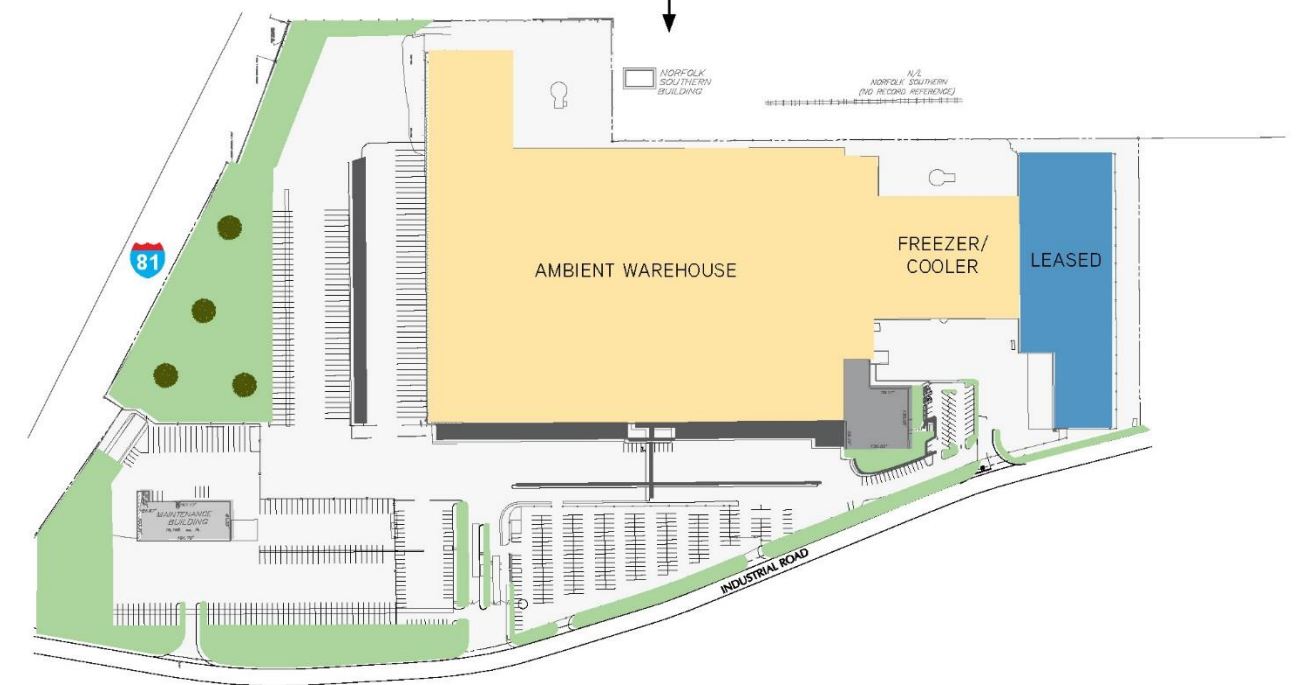 NORFOLK
SOUTHERN
BUILDING
N/L
NORFOLK SOUTHERN
(NO RECORD REFERENCE)
81
AMBIENT WAREHOUSE
FREEZER/
COOLER
LEASED
MAINTENANCE
BUILDING
INDUSTRIAL ROAD